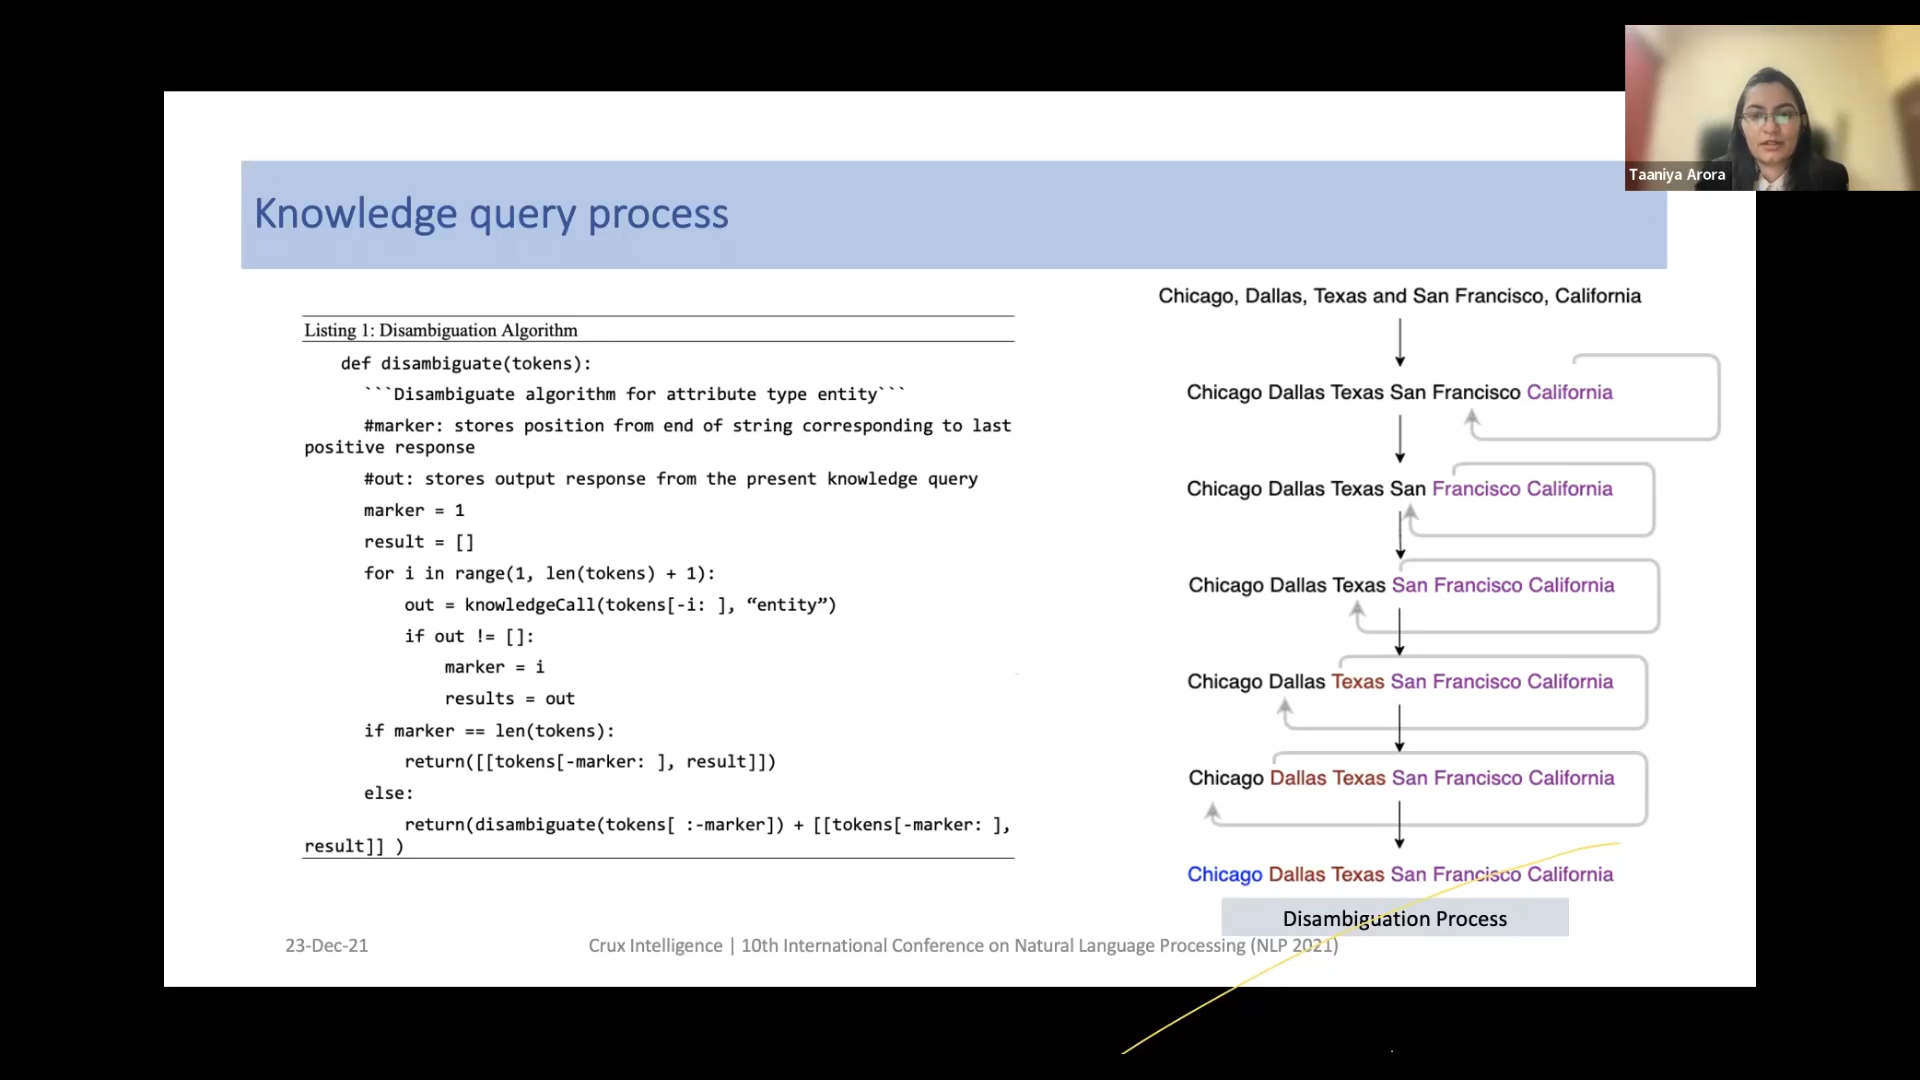 Taaniya Arora
Knowledge query process
Listing 1: Disambiguation Algorithm
def disambiguate(tokens):
```Disambiguate algorithm for attribute type entity```
#marker: stores position from end of string corresponding to last
positive response
#out: stores output response from the present knowledge query
marker = 1
result = []
for i in range(1, len(tokens) + 1):
out = knowledgeCall(tokens[-i: ], “entity”)
if out != []:
marker = i
results = out
if marker == len(tokens):
return([[tokens[-marker: ], result]])
else:
return(disambiguate(tokens[ :-marker]) + [[tokens[-marker: ],
result]] )
Chicago, Dallas, Texas and San Francisco, California
Chicago Dallas Texas San Francisco California
Chicago Dallas Texas San Francisco California
Chicago Dallas Texas San Francisco California
Chicago Dallas Texas San Francisco California
Chicago Dallas Texas San Francisco California
Chicago Dallas Texas San Francisco California
Disambiguation Process
23-Dec-21
Crux Intelligence | 10th International Conference on Natural Language Processing (NLP 2021)